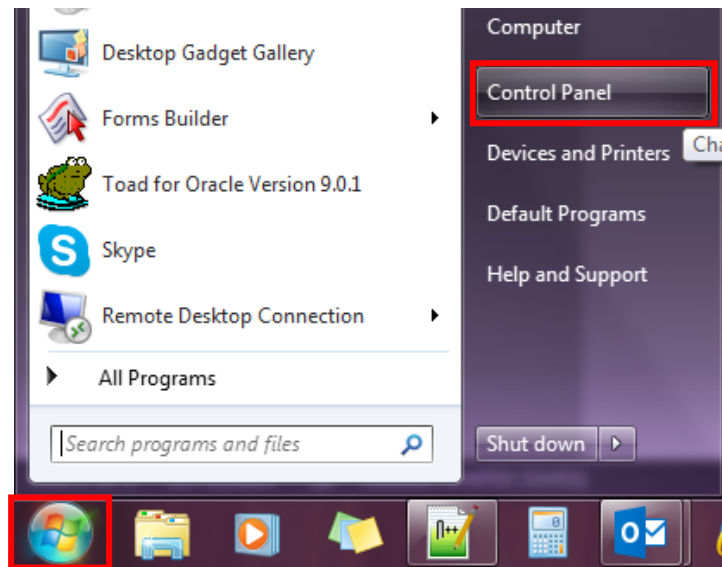 Desktop Gadget Gallery
Forms Builder
Toad for Oracle Version 9.0.1
Skype
Remote Desktop Connection
All Programs
Search programs and files
Computer
Control Panel
Devices and Printers
Default Programs
Help and Support
Shut down